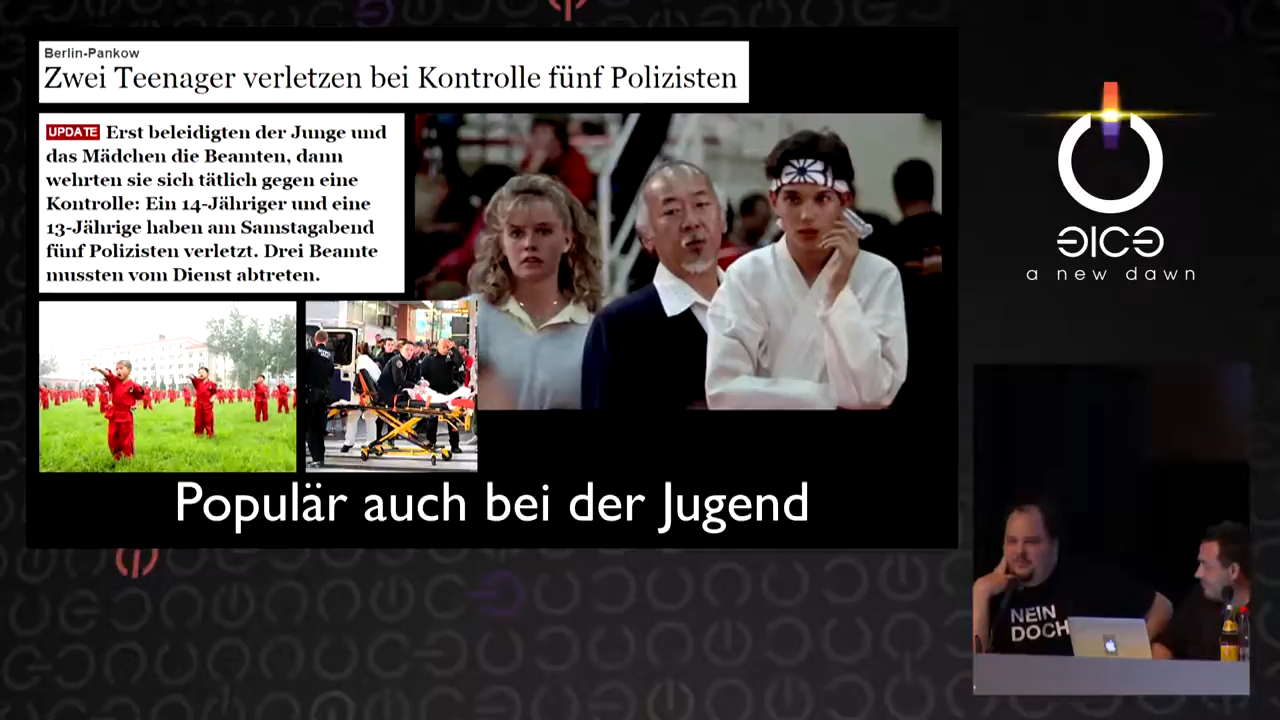 Berlin-Pankow
Zwei Teenager verletzen bei Kontrolle fünf Polizisten
UPDATE Erst beleidigten der Junge und
das Mädchen die Beamten, dann
wehrten sie sich tätlich gegen eine
Kontrolle: Ein 14-Jähriger und eine
13-Jährige haben am Samstagabend
fünf Polizisten verletzt. Drei Beamte
mussten vom Dienst abtreten.
Populär auch bei der Jugend
a new dawn
NEIN
DOCH